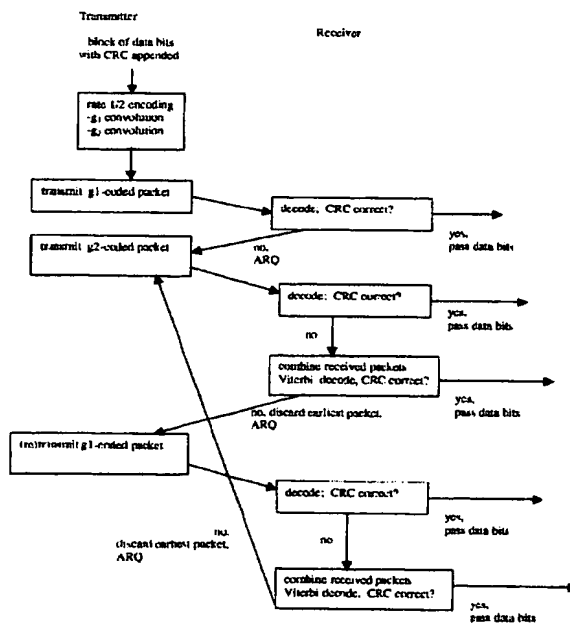 Transmitter
Receiver
block of data bits
with CRC appended
rate 1/2 encoding
-g1 convolution
-g2 convolution
transmit g1-coded packet
decode; CRC correct?
yes,
pass data bits
no,
ARQ
transmit g2-coded packet
decode; CRC correct?
yes,
pass data bits
no
combine received packets
Viterbi decode, CRC correct?
yes,
pass data bits
no, discard earliest packet,
ARQ
(re)transmit g1-coded packet
decode; CRC correct?
yes,
pass data bits
no
no,
discard earliest packet,
ARQ
combine received packets
Viterbi decode, CRC correct?
yes,
pass data bits